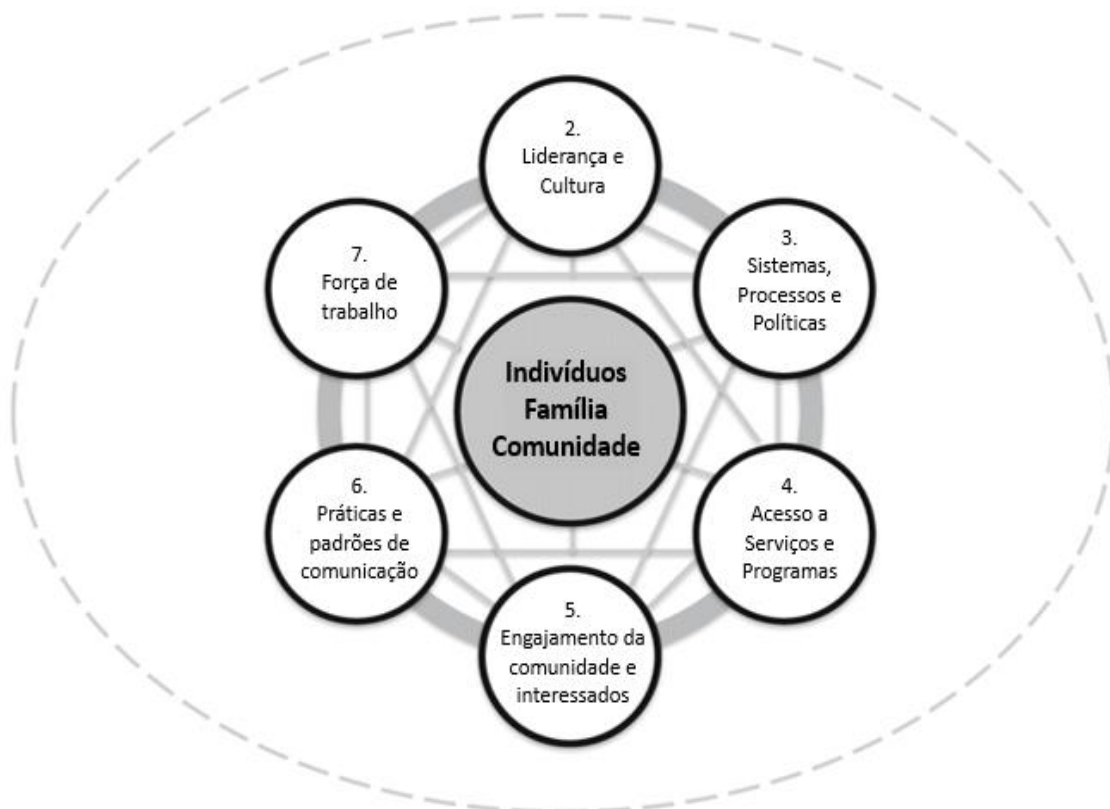 2.
Liderança e
Cultura
3.
Sistemas,
Processos e
Políticas
4.
Acesso a
Serviços e
Programas
5.
Engajamento da
comunidade e
interessados
6.
Práticas e
padrões de
comunicação
7.
Força de
trabalho
Indivíduos
Família
Comunidade